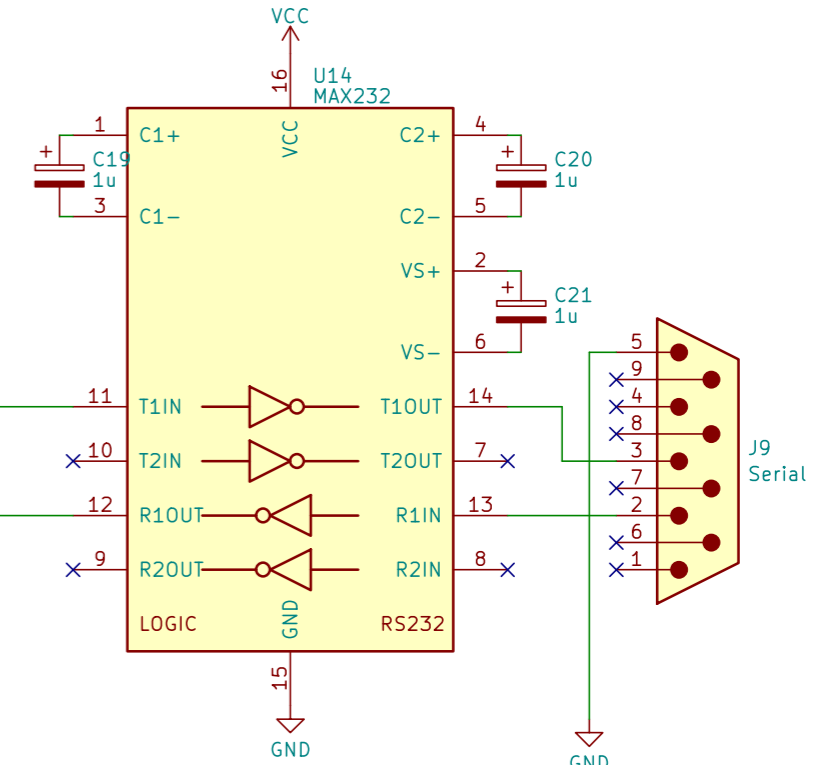 VCC
16
U14
MAX232
1
C1+
VCC
C2+
4
C19
1u
C20
1u
3
C1-
C2-
5
VS+
2
C21
1u
VS-
6
5
9
11
T1IN
T1OUT
14
4
8
10
T2IN
T2OUT
7
3
J9
Serial
7
12
R1OUT
R1IN
13
2
6
9
R2OUT
R2IN
8
1
LOGIC
GND
RS232
15
GND
GND